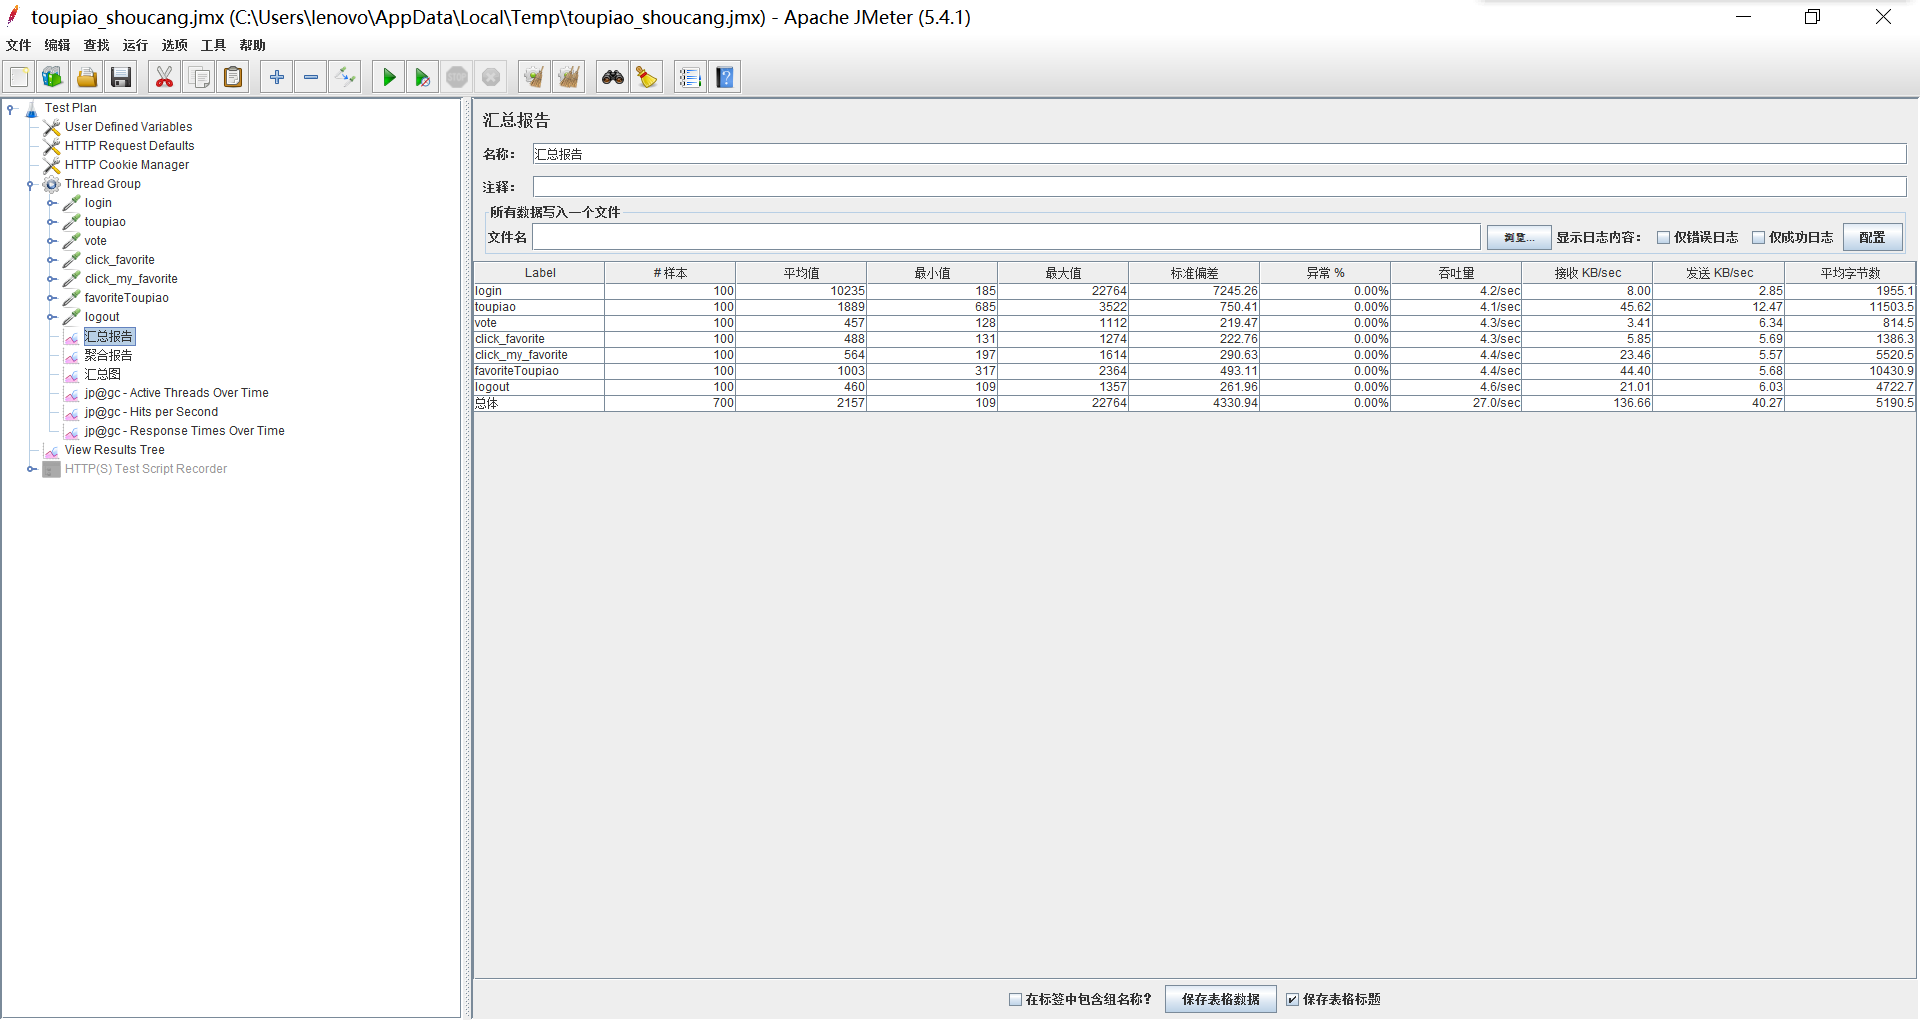 toupiao_shoucang.jmx (C:\Users\lenovo\AppData\Local\Temp\toupiao_shoucang.jmx) - Apache JMeter (5.4.1)
文件 编辑 查找 运行 选项 工具 帮助
Test Plan
User Defined Variables
HTTP Request Defaults
HTTP Cookie Manager
Thread Group
login
toupiao
vote
click_favorite
click_my_favorite
favoriteToupiao
logout
汇总报告
聚合报告
汇总图
jp@gc - Active Threads Over Time
jp@gc - Hits per Second
jp@gc - Response Times Over Time
View Results Tree
HTTP(S) Test Script Recorder
汇总报告
名称： 汇总报告
注释：
所有数据写入一个文件
文件名 浏览... 显示日志内容： 仅错误日志 仅成功日志 配置
Label # 样本 平均值 最小值 最大值 标准偏差 异常 % 吞吐量 接收 KB/sec 发送 KB/sec 平均字节数
login 100 10235 185 22764 7245.26 0.00% 4.2/sec 8.00 2.85 1955.1
toupiao 100 1889 685 3522 750.41 0.00% 4.1/sec 45.62 12.47 11503.5
vote 100 457 128 1112 219.47 0.00% 4.3/sec 3.41 6.34 814.5
click_favorite 100 488 131 1274 222.76 0.00% 4.3/sec 5.85 5.69 1386.3
click_my_favorite 100 564 197 1614 290.63 0.00% 4.4/sec 23.46 5.57 5520.5
favoriteToupiao 100 1003 317 2364 493.11 0.00% 4.4/sec 44.40 5.68 10430.9
logout 100 460 109 1357 261.96 0.00% 4.6/sec 21.01 6.03 4722.7
总体 700 2157 109 22764 4330.94 0.00% 27.0/sec 136.66 40.27 5190.5
在标签中包含组名称? 保存表格数据 保存表格标题